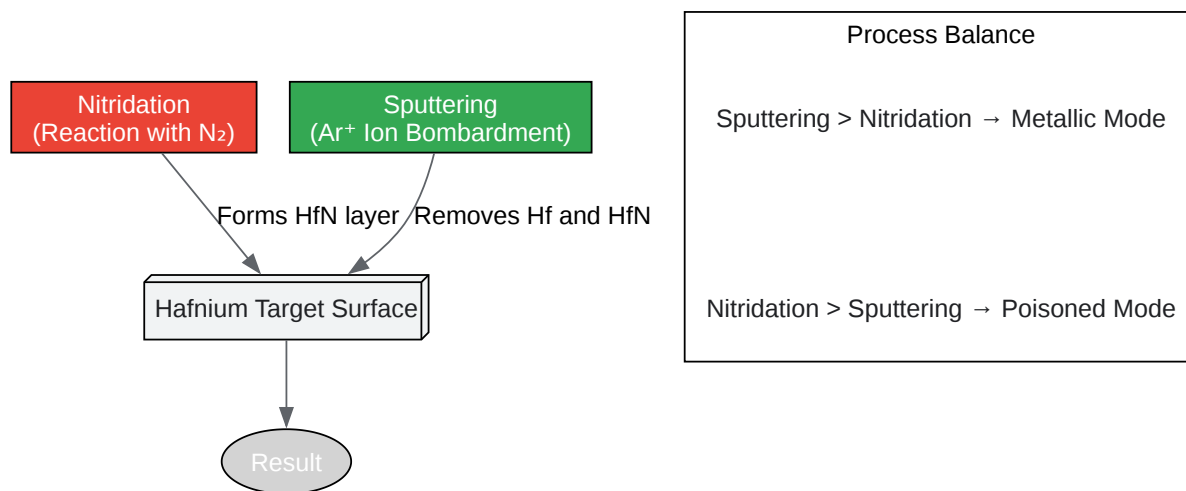 Process Balance
Nitridation
(Reaction with N₂)
Sputtering
(Ar⁺ Ion Bombardment)
Sputtering > Nitridation → Metallic Mode
Forms HfN layer
Removes Hf and HfN
Hafnium Target Surface
Nitridation > Sputtering → Poisoned Mode
Result